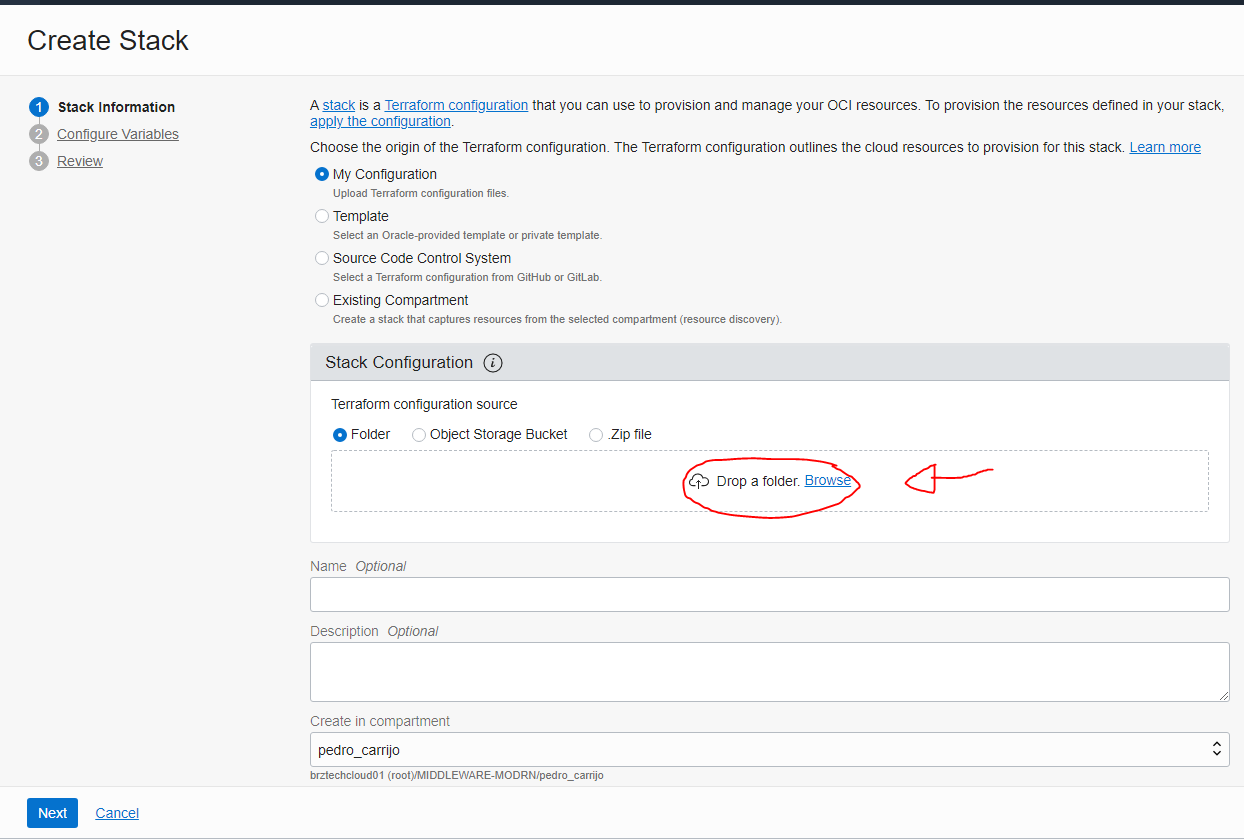 Create Stack
1 Stack Information
2 Configure Variables
3 Review
A stack is a Terraform configuration that you can use to provision and manage your OCI resources. To provision the resources defined in your stack,
apply the configuration.
Choose the origin of the Terraform configuration. The Terraform configuration outlines the cloud resources to provision for this stack. Learn more
My Configuration
Upload Terraform configuration files.
Template
Select an Oracle-provided template or private template.
Source Code Control System
Select a Terraform configuration from GitHub or GitLab.
Existing Compartment
Create a stack that captures resources from the selected compartment (resource discovery).
Stack Configuration i
Terraform configuration source
Folder Object Storage Bucket .Zip file
Drop a folder. Browse
Name Optional
Description Optional
Create in compartment
pedro_carrijo
brztechcloud01 (root)/MIDDLEWARE-MODRN/pedro_carrijo
Next Cancel